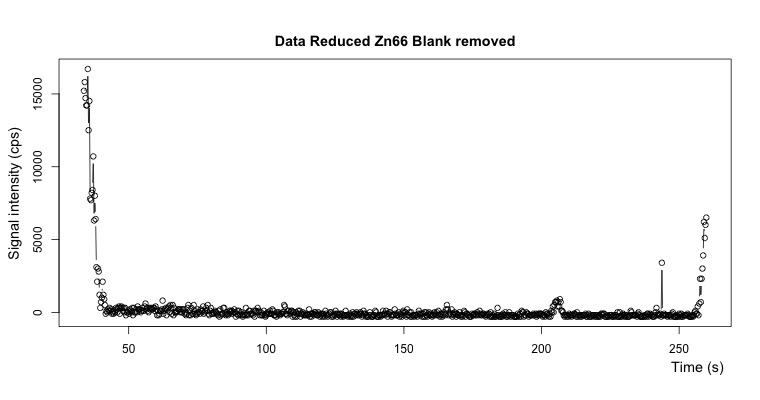 Data Reduced Zn66 Blank removed
15000
10000
5000
0
Signal intensity (cps)
50 100 150 200 250
Time (s)